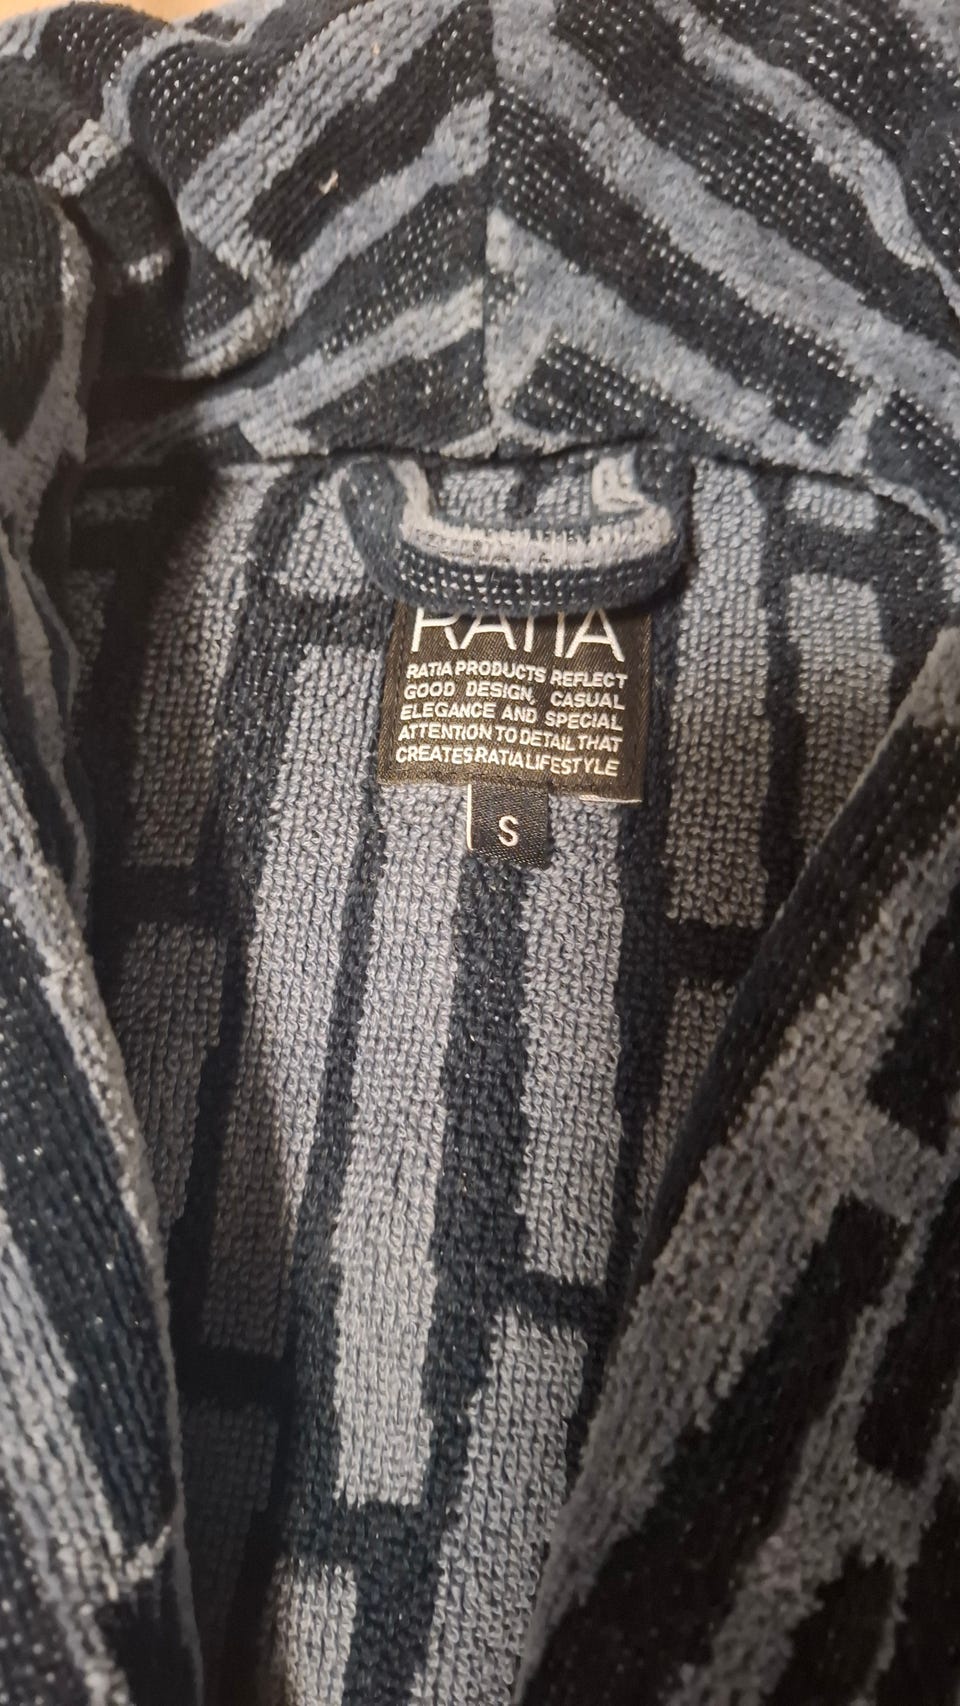 RATIA
RATIA PRODUCTS REFLECT
GOOD DESIGN, CASUAL
ELEGANCE AND SPECIAL
ATTENTION TO DETAIL THAT
CREATES RATIA LIFESTYLE
S